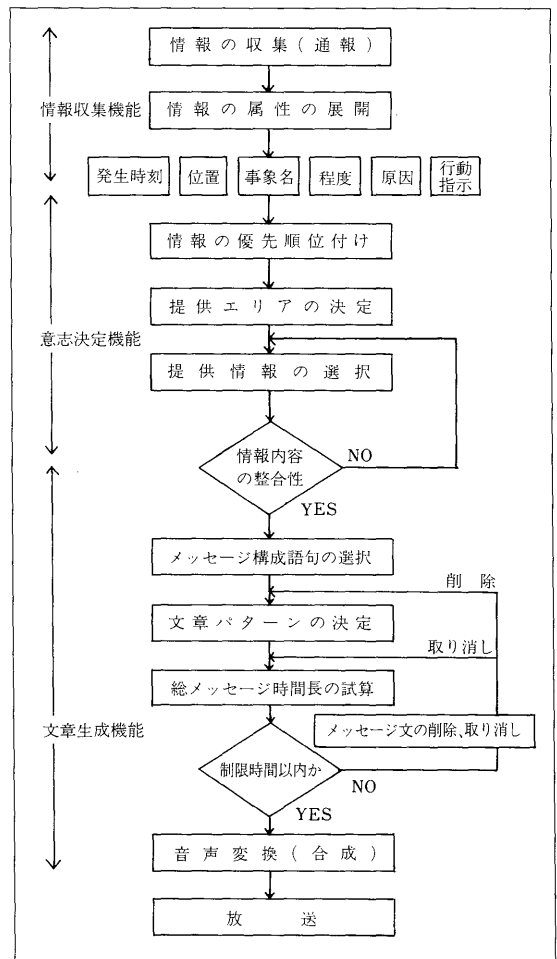 情報の収集(通報)
情報収集機能
情報の属性の展開
発生時刻
位置
事象名
程度
原因
行動
指示
情報の優先順位付け
提供エリアの決定
意志決定機能
提供情報の選択
情報内容
の整合性
NO
YES
メッセージ構成語句の選択
削除
文章パターンの決定
取り消し
総メッセージ時間長の試算
文章生成機能
メッセージ文の削除、取り消し
制限時間以内か
NO
YES
音声変換(合成)
放送